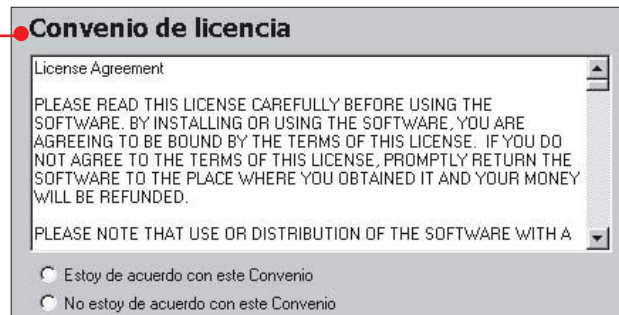 Convenio de licencia
License Agreement
PLEASE READ THIS LICENSE CAREFULLY BEFORE USING THE
SOFTWARE. BY INSTALLING OR USING THE SOFTWARE, YOU ARE
AGREEING TO BE BOUND BY THE TERMS OF THIS LICENSE. IF YOU DO
NOT AGREE TO THE TERMS OF THIS LICENSE, PROMPTLY RETURN THE
SOFTWARE TO THE PLACE WHERE YOU OBTAINED IT AND YOUR MONEY
WILL BE REFUNDED.
PLEASE NOTE THAT USE OR DISTRIBUTION OF THE SOFTWARE WITH A
Estoy de acuerdo con este Convenio
No estoy de acuerdo con este Convenio